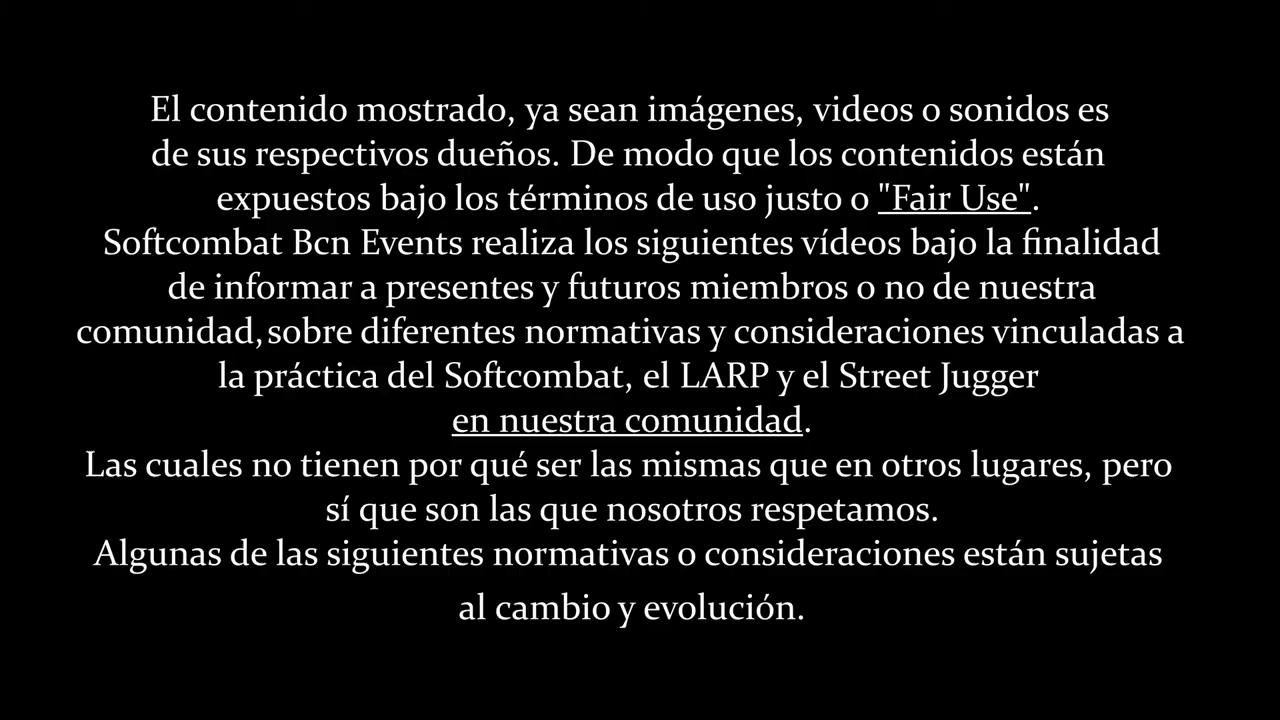 El contenido mostrado, ya sean imágenes, videos o sonidos es
de sus respectivos dueños. De modo que los contenidos están
expuestos bajo los términos de uso justo o "Fair Use".
Softcombat Bcn Events realiza los siguientes vídeos bajo la finalidad
de informar a presentes y futuros miembros o no de nuestra
comunidad, sobre diferentes normativas y consideraciones vinculadas a
la práctica del Softcombat, el LARP y el Street Jugger
en nuestra comunidad.
Las cuales no tienen por qué ser las mismas que en otros lugares, pero
sí que son las que nosotros respetamos.
Algunas de las siguientes normativas o consideraciones están sujetas
al cambio y evolución.